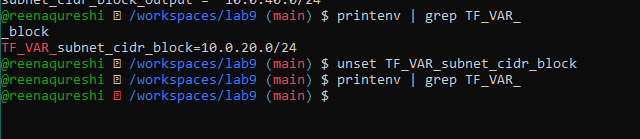 subnet_cidr_block_output = "10.0.40.0/24"
@reenaqureshi /workspaces/lab9 (main) $ printenv | grep TF_VAR_
_block
TF_VAR_subnet_cidr_block=10.0.20.0/24
@reenaqureshi /workspaces/lab9 (main) $ unset TF_VAR_subnet_cidr_block
@reenaqureshi /workspaces/lab9 (main) $ printenv | grep TF_VAR_
@reenaqureshi /workspaces/lab9 (main) $